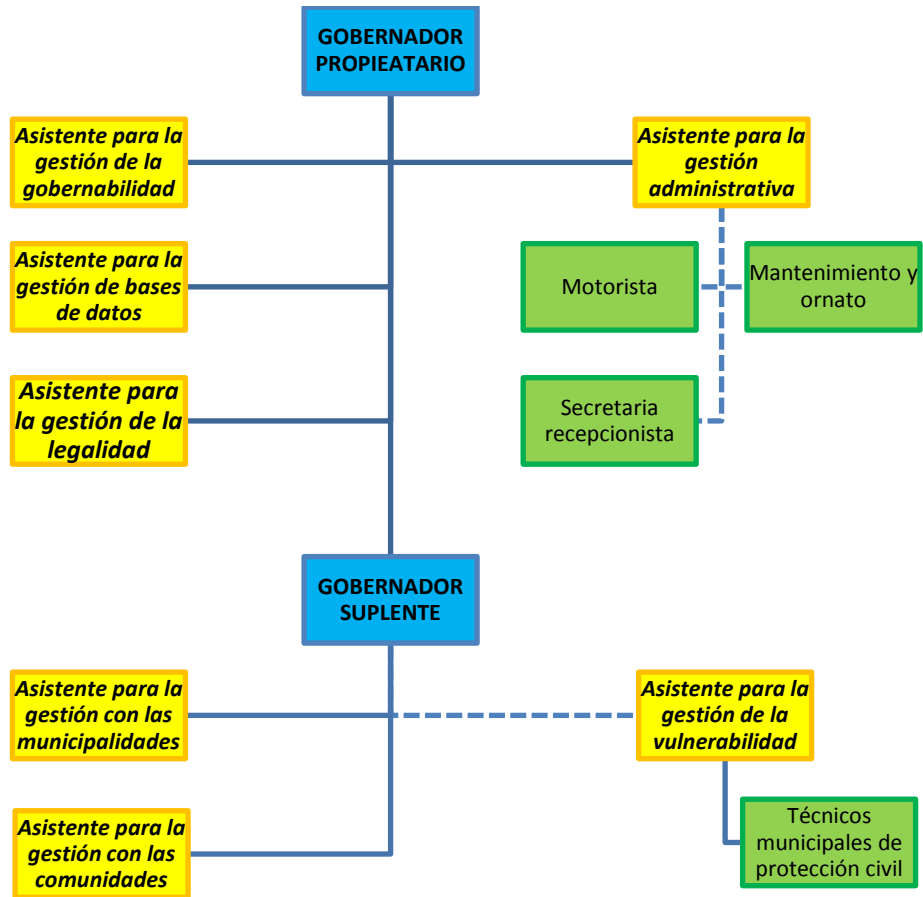 GOBERNADOR
PROPIEATARIO
Asistente para la
gestión de la
gobernabilidad
Asistente para la
gestión
administrativa
Asistente para la
gestión de bases
de datos
Motorista
Mantenimiento y
ornato
Asistente para
la gestión de la
legalidad
Secretaria
recepcionista
GOBERNADOR
SUPLENTE
Asistente para la
gestión con las
municipalidades
Asistente para la
gestión de la
vulnerabilidad
Asistente para la
gestión con las
comunidades
Técnicos
municipales de
protección civil